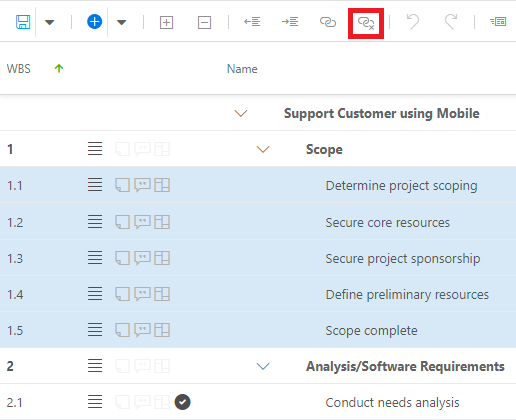 WBS Name
Support Customer using Mobile
1 Scope
1.1 Determine project scoping
1.2 Secure core resources
1.3 Secure project sponsorship
1.4 Define preliminary resources
1.5 Scope complete
2 Analysis/Software Requirements
2.1 Conduct needs analysis